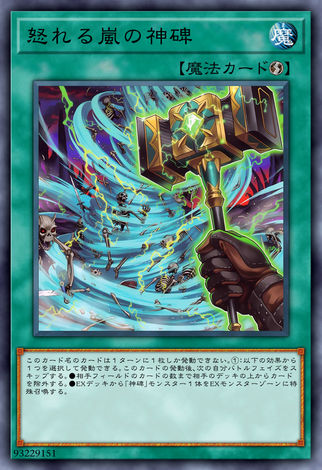 怒れる嵐の神碑
魔
【魔法カード】
このカード名のカードは1ターンに1枚しか発動できない。①:以下の効果から
1つを選択して発動できる。このカードの発動後、次の自分バトルフェイズをス
キップする。●相手フィールドのカードの数まで相手のデッキの上からカード
を除外する。●EXデッキから「神碑」モンスター1体をEXモンスターゾーンに特
殊召喚する。
93229151